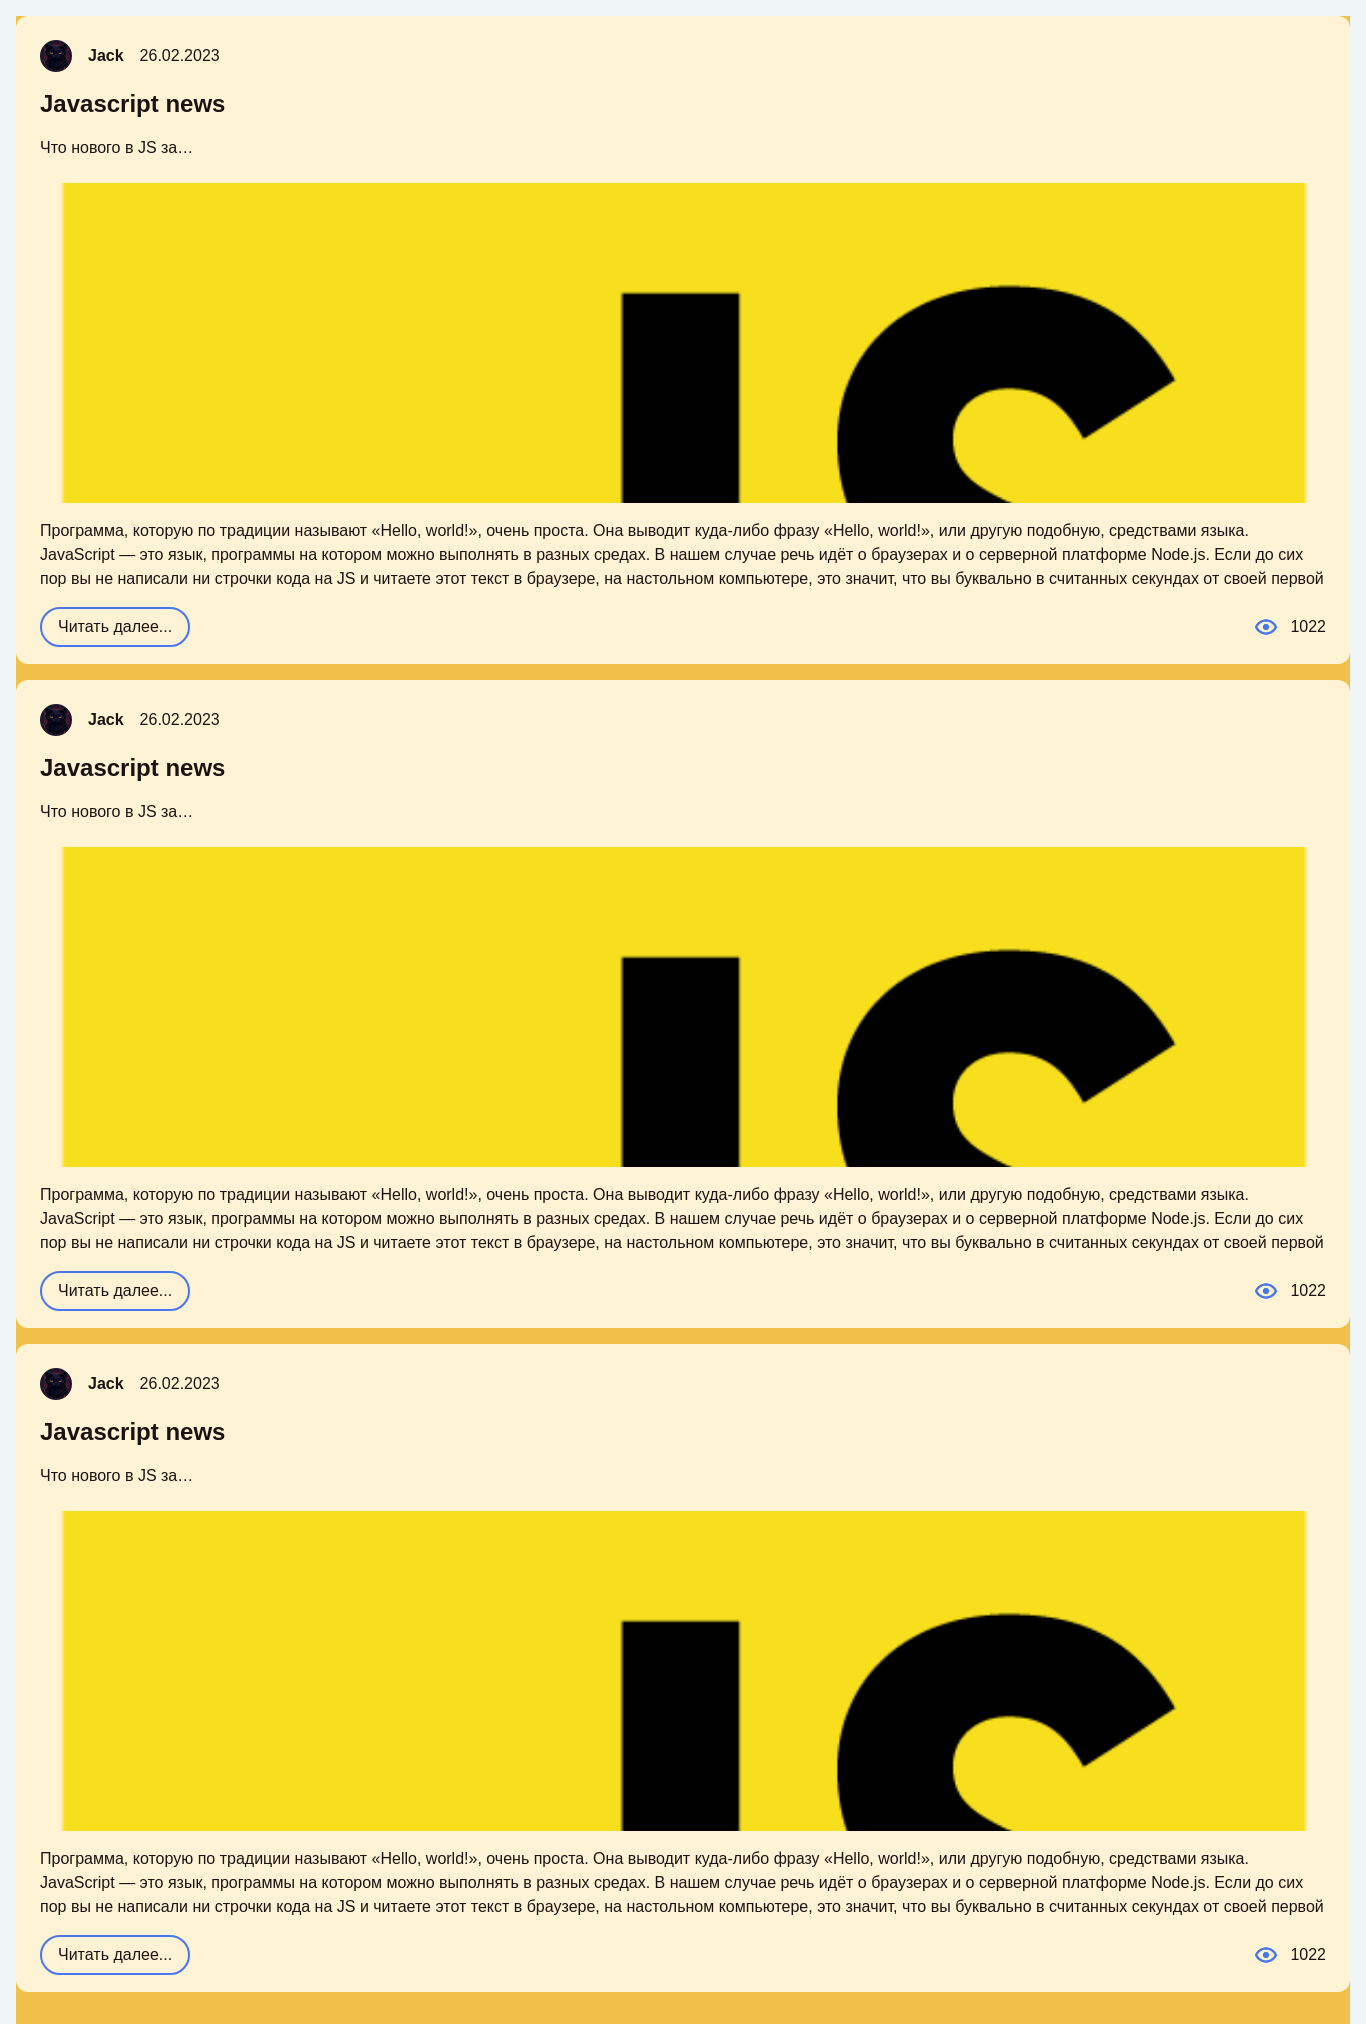 Jack 26.02.2023
Javascript news
Что нового в JS за…
JS
Программа, которую по традиции называют «Hello, world!», очень проста. Она выводит куда-либо фразу «Hello, world!», или другую подобную, средствами языка.
JavaScript — это язык, программы на котором можно выполнять в разных средах. В нашем случае речь идёт о браузерах и о серверной платформе Node.js. Если до сих
пор вы не написали ни строчки кода на JS и читаете этот текст в браузере, на настольном компьютере, это значит, что вы буквально в считанных секундах от своей первой
Читать далее... 1022
Jack 26.02.2023
Javascript news
Что нового в JS за…
JS
Программа, которую по традиции называют «Hello, world!», очень проста. Она выводит куда-либо фразу «Hello, world!», или другую подобную, средствами языка.
JavaScript — это язык, программы на котором можно выполнять в разных средах. В нашем случае речь идёт о браузерах и о серверной платформе Node.js. Если до сих
пор вы не написали ни строчки кода на JS и читаете этот текст в браузере, на настольном компьютере, это значит, что вы буквально в считанных секундах от своей первой
Читать далее... 1022
Jack 26.02.2023
Javascript news
Что нового в JS за…
JS
Программа, которую по традиции называют «Hello, world!», очень проста. Она выводит куда-либо фразу «Hello, world!», или другую подобную, средствами языка.
JavaScript — это язык, программы на котором можно выполнять в разных средах. В нашем случае речь идёт о браузерах и о серверной платформе Node.js. Если до сих
пор вы не написали ни строчки кода на JS и читаете этот текст в браузере, на настольном компьютере, это значит, что вы буквально в считанных секундах от своей первой
Читать далее... 1022